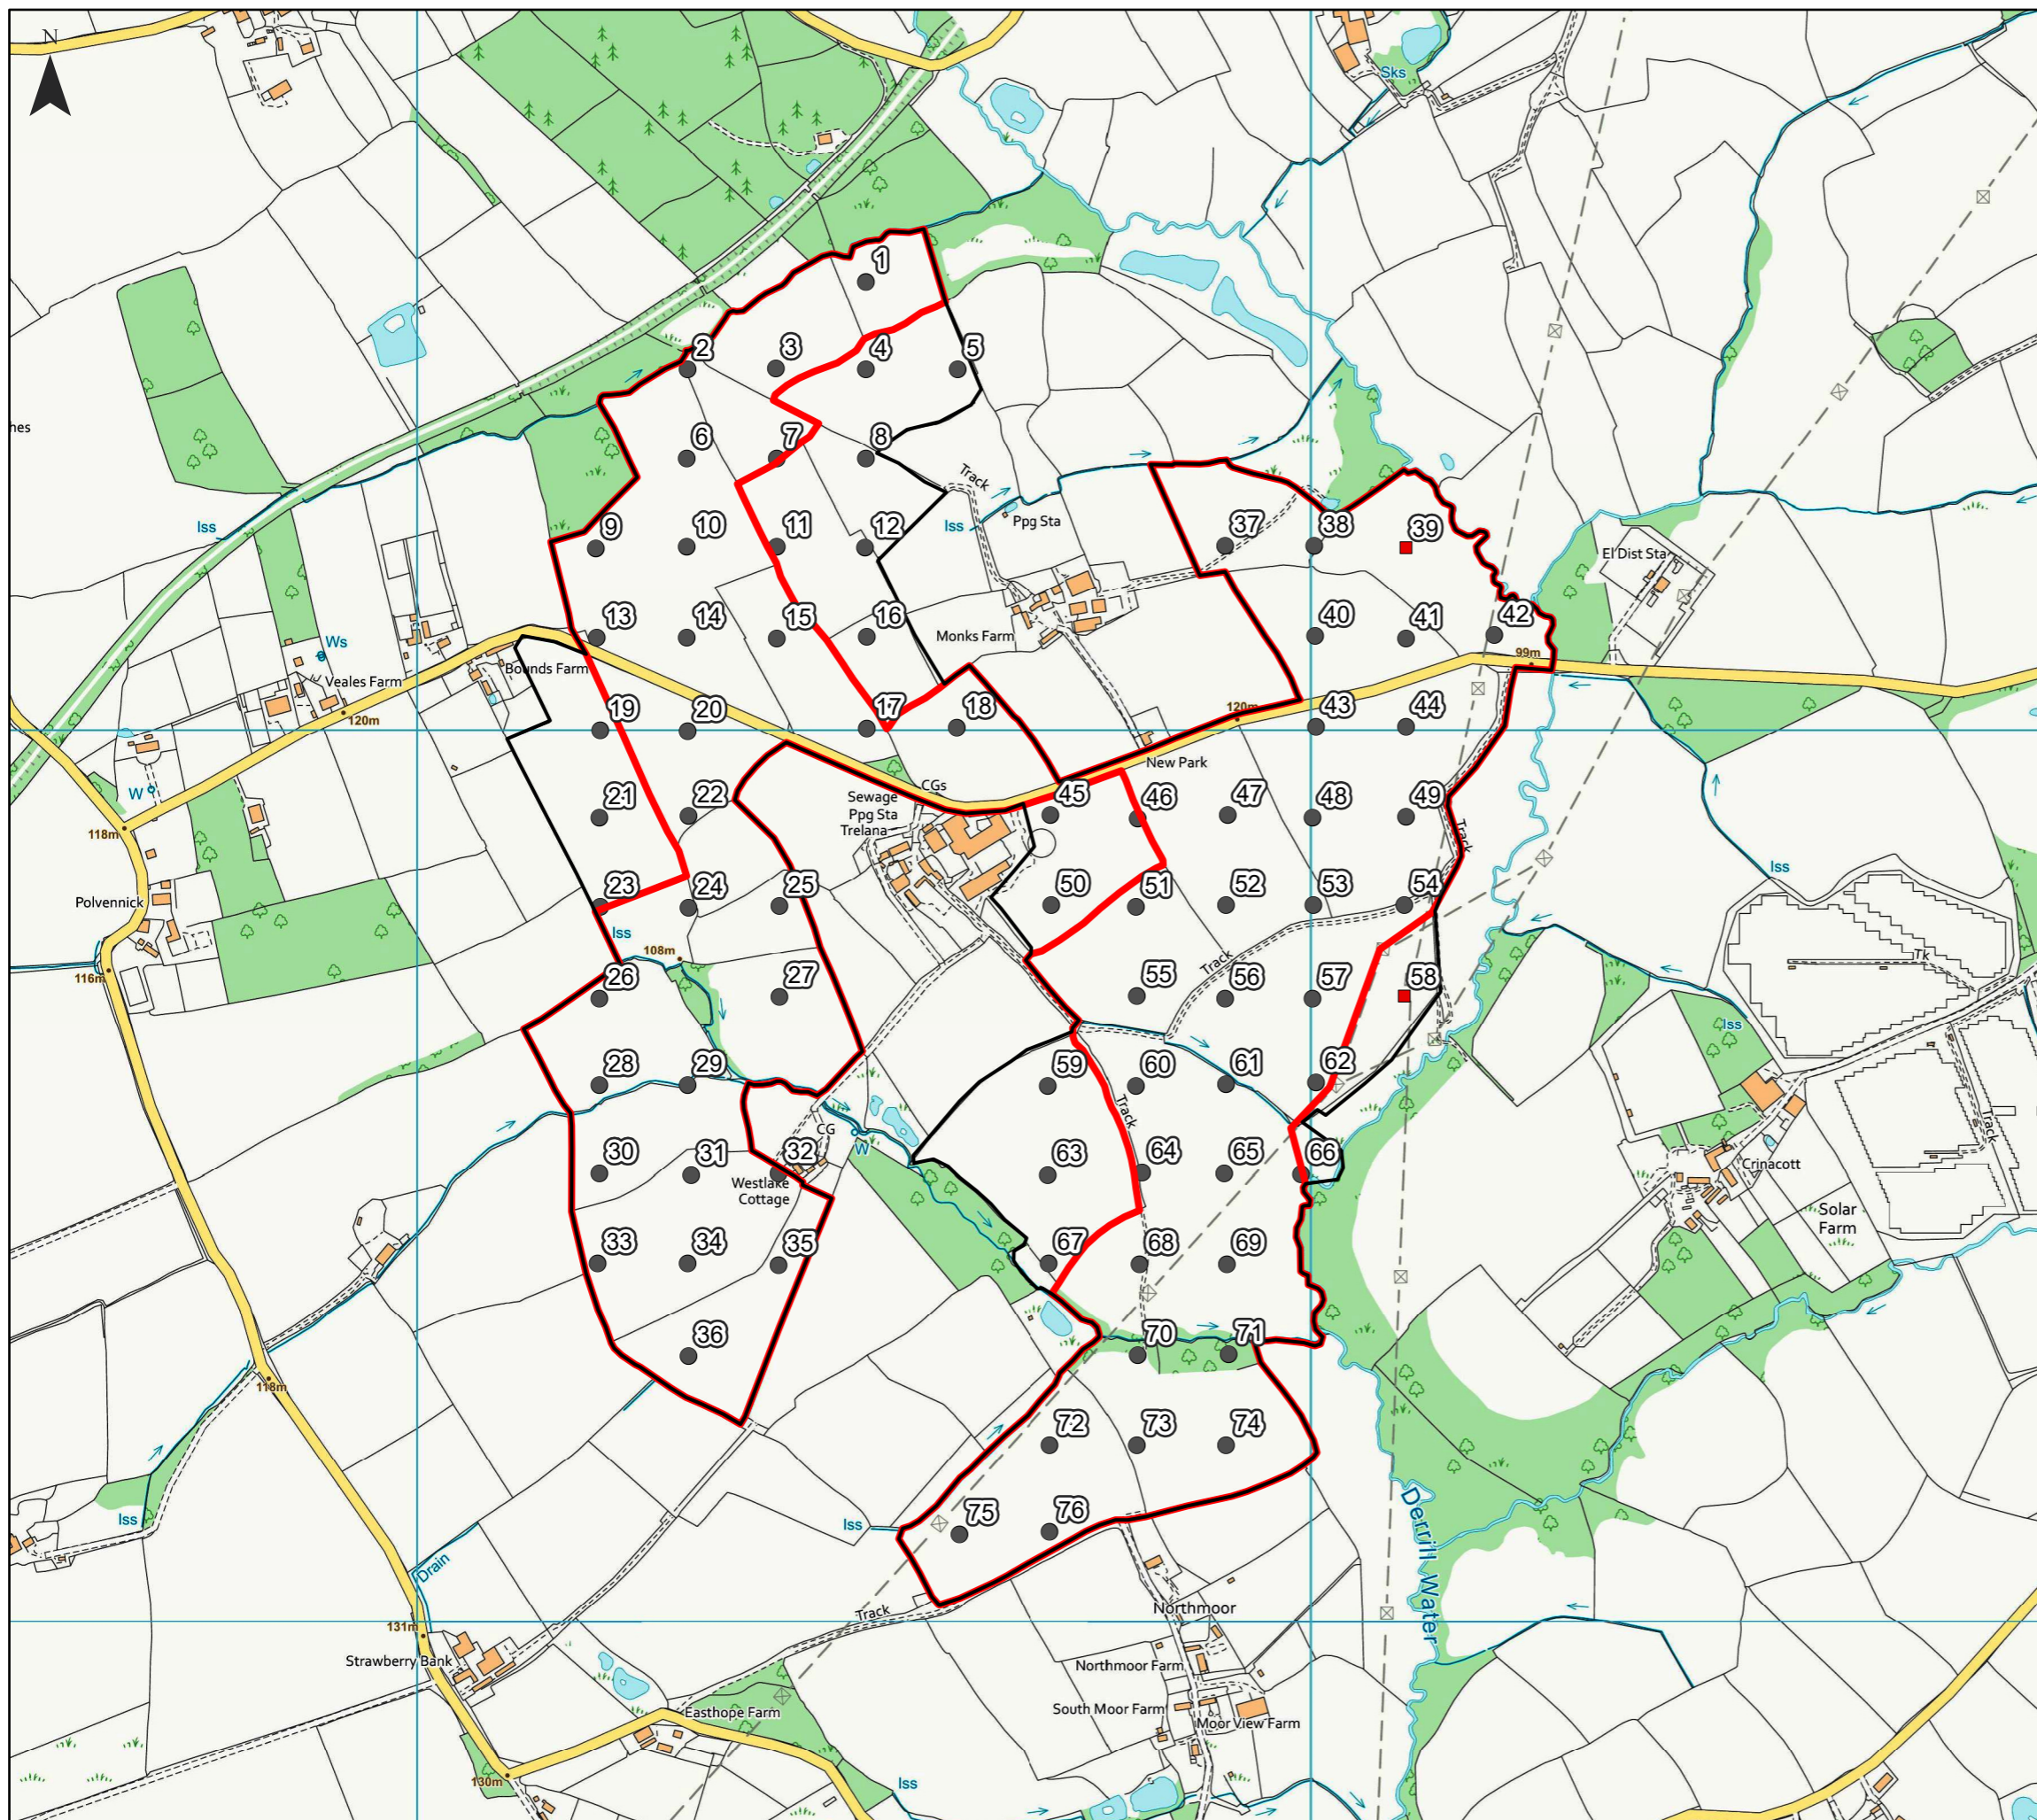 N
Sks
1
2
3
4
5
hes
6
7
8
Track
Iss
9
10
11
12
Iss
Ppg Sta
37
38
39
El Dist Sta
Ws
13
14
15
16
Monks Farm
40
41
42
99m
Bounds Farm
Veales Farm
120m
19
20
17
18
120m
43
44
New Park
W
118m
21
22
Sewage
Ppg Sta
Trelana
CGs
45
46
47
48
49
Track
Iss
Polvennick
23
24
25
50
51
52
53
54
Iss
108m
116m
26
27
55
Track
56
57
58
Tk
Iss
28
29
59
60
61
62
Track
Track
CG
W
30
31
32
63
64
65
66
Crinacott
Westlake
Cottage
Solar
Farm
33
34
35
67
68
69
36
70
71
118m
72
73
74
Iss
Iss
75
76
Derrill Water
Drain
Track
Northmoor
131m
Strawberry Bank
Northmoor Farm
Easthope Farm
South Moor Farm
Moor View Farm
130m
Iss